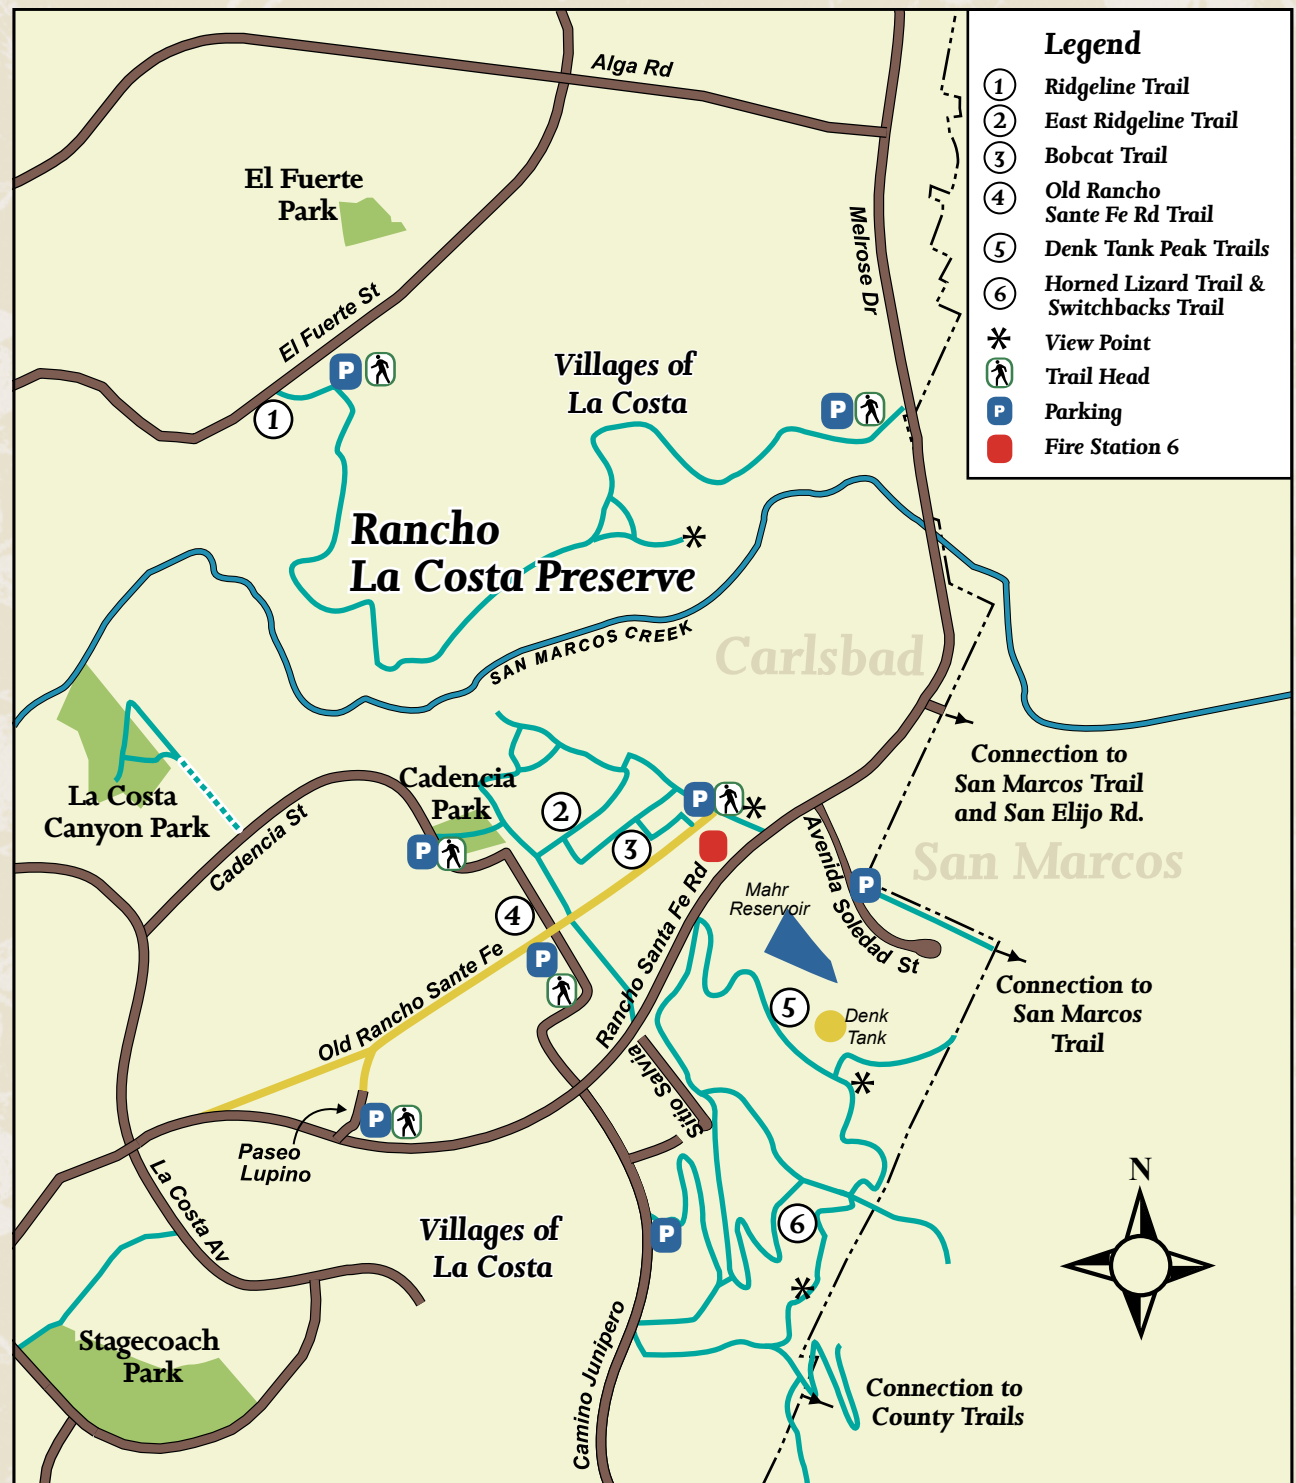 Legend
1 Ridgeline Trail
2 East Ridgeline Trail
3 Bobcat Trail
4 Old Rancho
Sante Fe Rd Trail
5 Denk Tank Peak Trails
6 Horned Lizard Trail &
Switchbacks Trail
View Point
Trail Head
P Parking
Fire Station 6
Alga Rd
El Fuerte
Park
Melrose Dr
El Fuerte St
P
1
Villages of
La Costa
P
Rancho
La Costa Preserve
SAN MARCOS CREEK
Carlsbad
Connection to
San Marcos Trail
and San Elijo Rd.
La Costa
Canyon Park
Cadencia St
Cadencia
Park
P
2
3
P
4
P
Old Rancho Sante Fe
Rancho Santa Fe Rd
Mahr
Reservoir
Avenida Soledad St
P
San Marcos
Connection to
San Marcos
Trail
5
Denk
Tank
Sitio Salvia
Paseo
Lupino
P
La Costa Av
Villages of
La Costa
P
6
N
Stagecoach
Park
Camino Junipero
Connection to
County Trails